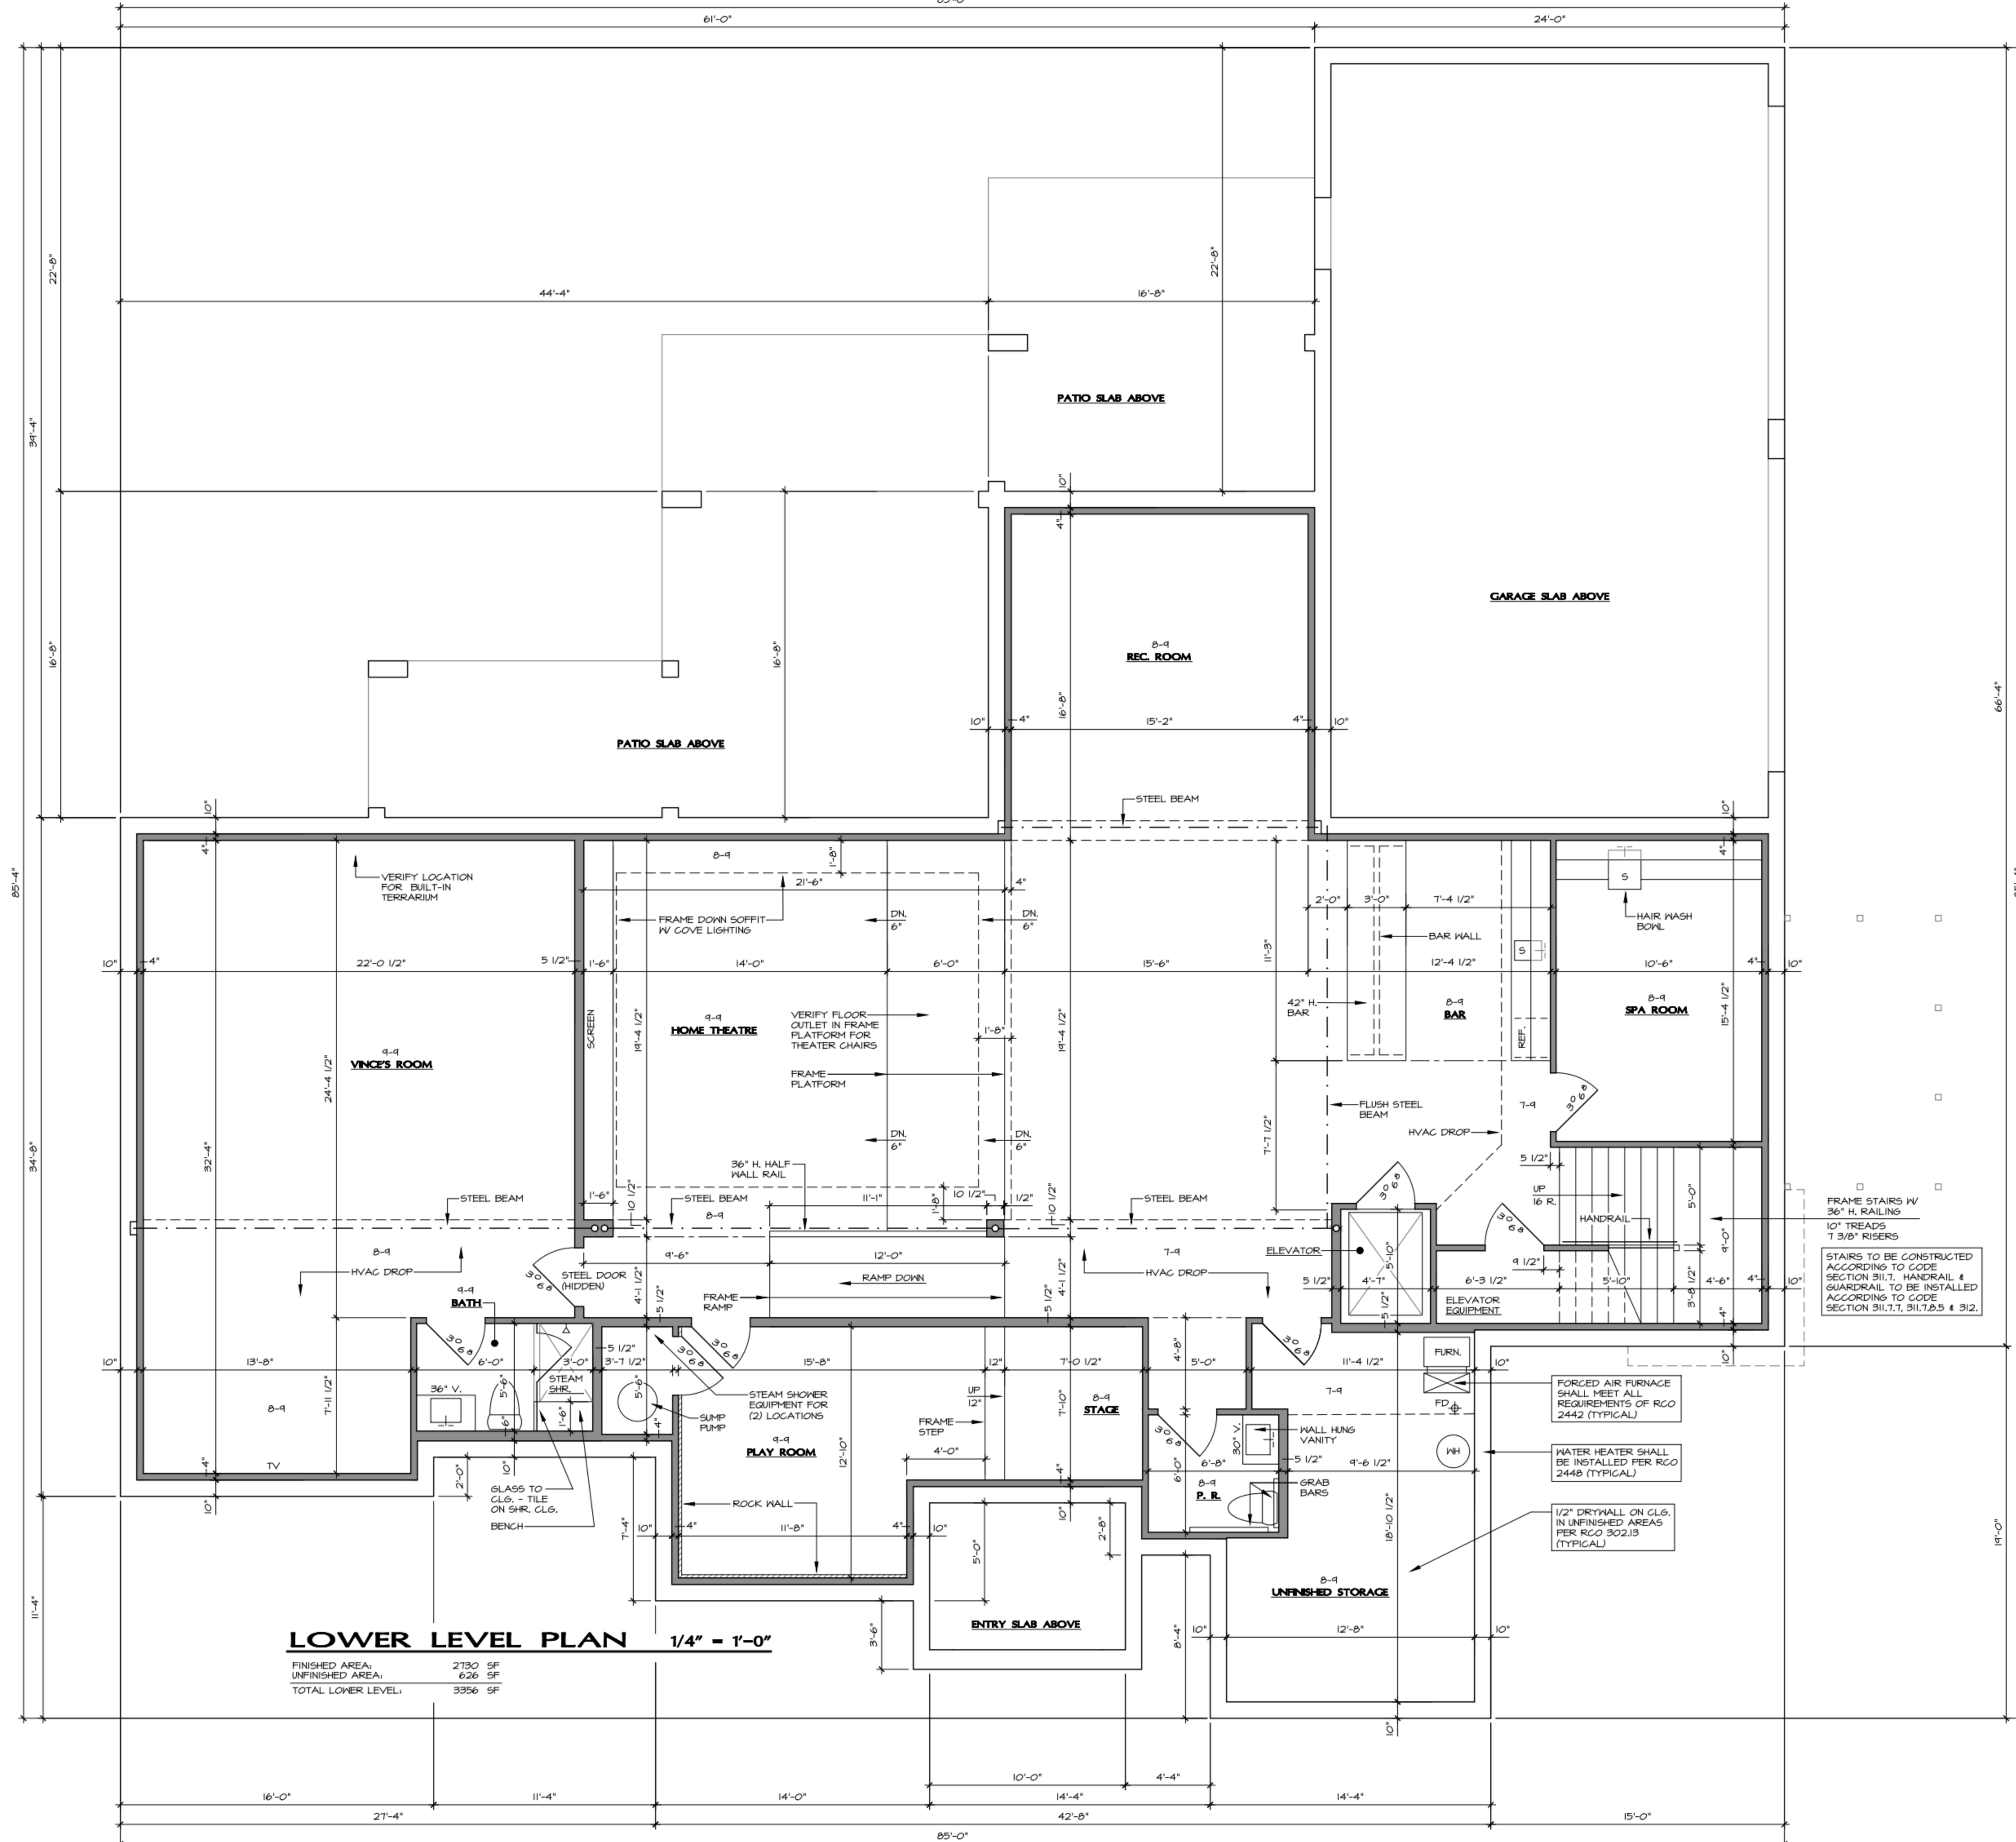 85'-0"
61'-0"
24'-0"
22'-8"
39'-4"
22'-8"
44'-4"
16'-8"
PATIO SLAB ABOVE
10"
4"
GARAGE SLAB ABOVE
16'-8"
16'-8"
8-9
REC. ROOM
16'-8"
66'-4"
10"
4"
15'-2"
4"
10"
PATIO SLAB ABOVE
STEEL BEAM
10"
4"
10"
4"
85'-4"
VERIFY LOCATION
FOR BUILT-IN
TERRARIUM
8-9
1'-8"
21'-6"
4"
FRAME DOWN SOFFIT
W/ COVE LIGHTING
DN.
6"
DN.
6"
2'-0"
3'-0"
7'-4 1/2"
S
HAIR WASH
BOWL
BAR WALL
S
10"
4"
22'-0 1/2"
5 1/2"
1'-6"
14'-0"
6'-0"
15'-6"
11'-3"
12'-4 1/2"
10'-6"
4"
10"
SCREEN
19'-4 1/2"
9-9
HOME THEATRE
VERIFY FLOOR
OUTLET IN FRAME
PLATFORM FOR
THEATER CHAIRS
1'-8"
19'-4 1/2"
42" H.
BAR
8-9
BAR
REF.
8-9
SPA ROOM
15'-4 1/2"
9-9
VINCE'S ROOM
24'-4 1/2"
FRAME
PLATFORM
FLUSH STEEL
BEAM
7-9
3068
34'-8"
32'-4"
DN.
6"
DN.
6"
7'-7 1/2"
HVAC DROP
36" H. HALF
WALL RAIL
5 1/2"
STEEL BEAM
1'-6"
10 1/2"
STEEL BEAM
8-9
11'-1"
1'-8"
10 1/2"
1/2"
10 1/2"
STEEL BEAM
3068
UP
16 R.
HANDRAIL
5'-0"
FRAME STAIRS W/
36" H. RAILING
10" TREADS
7 3/8" RISERS
8-9
HVAC DROP
3068
STEEL DOOR
(HIDDEN)
9'-6"
12'-0"
7-9
HVAC DROP
ELEVATOR
5'-10"
3068
9 1/2"
9'-0"
STAIRS TO BE CONSTRUCTED
ACCORDING TO CODE
SECTION 311.7. HANDRAIL &
GUARDRAIL TO BE INSTALLED
ACCORDING TO CODE
SECTION 311.7.7, 311.7.8.5 & 312.
RAMP DOWN
9-9
BATH
4'-1 1/2"
5 1/2"
FRAME
RAMP
5 1/2"
4'-1 1/2"
5 1/2"
4'-7"
5 1/2"
6'-3 1/2"
5'-10"
4'-6"
4"
10"
ELEVATOR
EQUIPMENT
3'-8 1/2"
4"
10"
3068
3068
3068
3068
10"
13'-8"
6'-0"
3'-0"
5 1/2"
3'-7 1/2"
15'-8"
12"
7'-0 1/2"
4'-8"
5'-0"
11'-4 1/2"
FURN.
10"
8-9
7'-11 1/2"
36" V.
5'-6"
STEAM
SHR.
1'-6"
5'-6"
SUMP
PUMP
STEAM SHOWER
EQUIPMENT FOR
(2) LOCATIONS
UP
12"
7'-10"
8-9
STAGE
7-9
FD
FORCED AIR FURNACE
SHALL MEET ALL
REQUIREMENTS OF RCO
2442 (TYPICAL)
FRAME
STEP
3068
30" V.
WALL HUNG
VANITY
9-9
PLAY ROOM
12'-10"
4'-0"
WH
WATER HEATER SHALL
BE INSTALLED PER RCO
2448 (TYPICAL)
TV
4"
10"
2'-0"
6"
10"
4"
4"
10"
6'-0"
6'-8"
5 1/2"
9'-6 1/2"
8-9
P. R.
GRAB
BARS
GLASS TO
CLG. - TILE
ON SHR. CLG.
BENCH
ROCK WALL
7'-4"
10"
4"
11'-8"
4"
10"
5'-0"
2'-8"
18'-10 1/2"
1/2" DRYWALL ON CLG.
IN UNFINISHED AREAS
PER RCO 302.13
(TYPICAL)
19'-0"
11'-4"
8-9
UNFINISHED STORAGE
ENTRY SLAB ABOVE
3'-6"
8'-4"
10"
12'-8"
10"
10"
LOWER LEVEL PLAN 1/4" = 1'-0"
FINISHED AREA: 2730 SF
UNFINISHED AREA: 626 SF
TOTAL LOWER LEVEL: 3356 SF
10'-0"
4'-4"
16'-0"
11'-4"
14'-0"
14'-4"
14'-4"
27'-4"
42'-8"
15'-0"
85'-0"